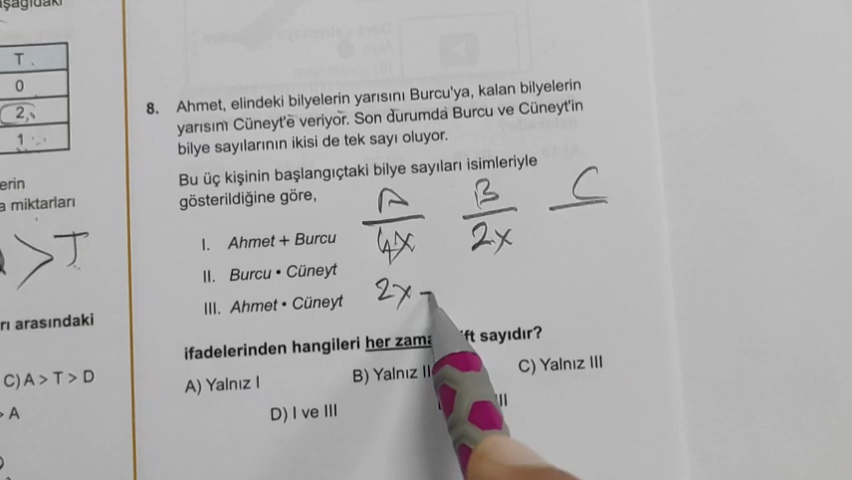 T
0
2
1
erin
a miktarları
>T
rı arasındaki
C) A > T > D
> A
8. Ahmet, elindeki bilyelerin yarısını Burcu'ya, kalan bilyelerin
yarısını Cüneyt'e veriyor. Son durumda Burcu ve Cüneyt'in
bilye sayılarının ikisi de tek sayı oluyor.
Bu üç kişinin başlangıçtaki bilye sayıları isimleriyle
gösterildiğine göre,
A B C
4x 2x
2x -
I. Ahmet + Burcu
II. Burcu • Cüneyt
III. Ahmet • Cüneyt
ifadelerinden hangileri her zama ft sayıdır?
A) Yalnız I B) Yalnız II C) Yalnız III
D) I ve III II